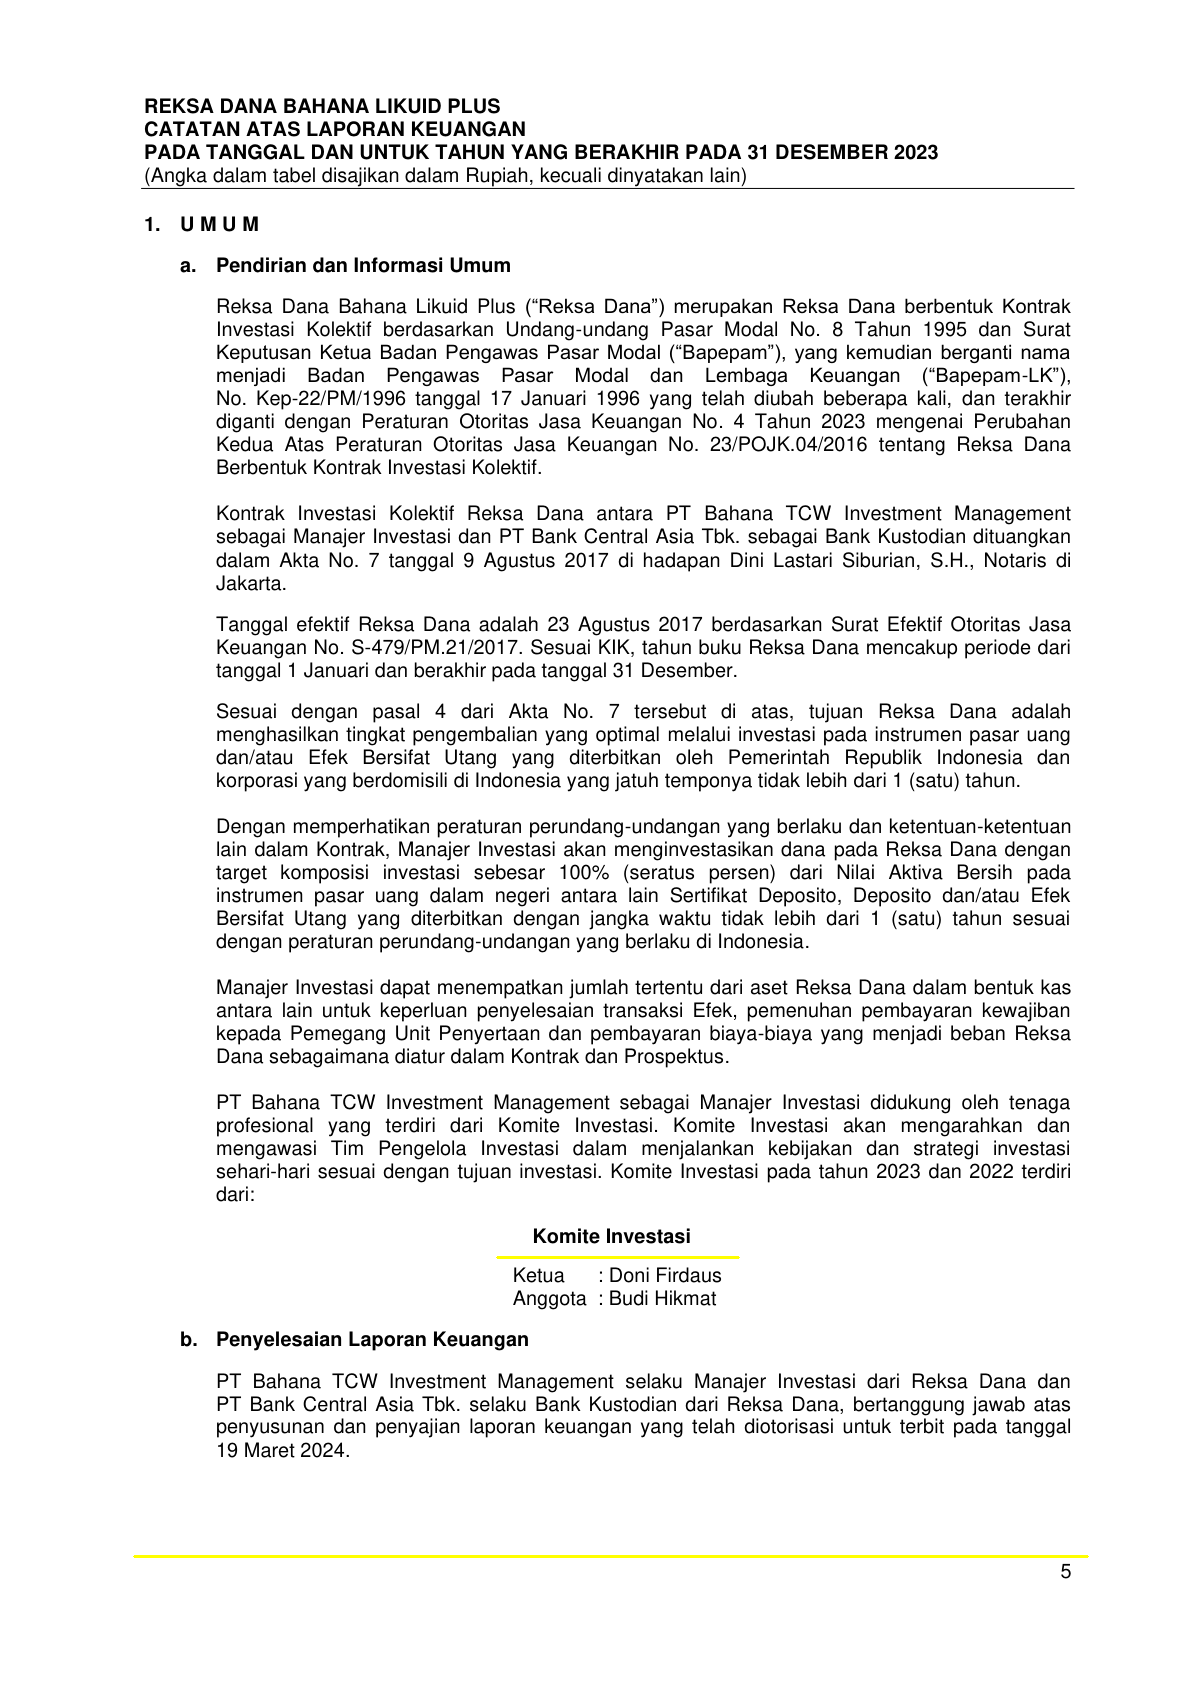 REKSA DANA BAHANA LIKUID PLUS
CATATAN ATAS LAPORAN KEUANGAN
PADA TANGGAL DAN UNTUK TAHUN YANG BERAKHIR PADA 31 DESEMBER 2023
(Angka dalam tabel disajikan dalam Rupiah, kecuali dinyatakan lain)
1. U M U M
a. Pendirian dan Informasi Umum
Reksa Dana Bahana Likuid Plus (“Reksa Dana”) merupakan Reksa Dana berbentuk Kontrak
Investasi Kolektif berdasarkan Undang-undang Pasar Modal No. 8 Tahun 1995 dan Surat
Keputusan Ketua Badan Pengawas Pasar Modal (“Bapepam”), yang kemudian berganti nama
menjadi Badan Pengawas Pasar Modal dan Lembaga Keuangan (“Bapepam-LK”),
No. Kep-22/PM/1996 tanggal 17 Januari 1996 yang telah diubah beberapa kali, dan terakhir
diganti dengan Peraturan Otoritas Jasa Keuangan No. 4 Tahun 2023 mengenai Perubahan
Kedua Atas Peraturan Otoritas Jasa Keuangan No. 23/POJK.04/2016 tentang Reksa Dana
Berbentuk Kontrak Investasi Kolektif.
Kontrak Investasi Kolektif Reksa Dana antara PT Bahana TCW Investment Management
sebagai Manajer Investasi dan PT Bank Central Asia Tbk. sebagai Bank Kustodian dituangkan
dalam Akta No. 7 tanggal 9 Agustus 2017 di hadapan Dini Lastari Siburian, S.H., Notaris di
Jakarta.
Tanggal efektif Reksa Dana adalah 23 Agustus 2017 berdasarkan Surat Efektif Otoritas Jasa
Keuangan No. S-479/PM.21/2017. Sesuai KIK, tahun buku Reksa Dana mencakup periode dari
tanggal 1 Januari dan berakhir pada tanggal 31 Desember.
Sesuai dengan pasal 4 dari Akta No. 7 tersebut di atas, tujuan Reksa Dana adalah
menghasilkan tingkat pengembalian yang optimal melalui investasi pada instrumen pasar uang
dan/atau Efek Bersifat Utang yang diterbitkan oleh Pemerintah Republik Indonesia dan
korporasi yang berdomisili di Indonesia yang jatuh temponya tidak lebih dari 1 (satu) tahun.
Dengan memperhatikan peraturan perundang-undangan yang berlaku dan ketentuan-ketentuan
lain dalam Kontrak, Manajer Investasi akan menginvestasikan dana pada Reksa Dana dengan
target komposisi investasi sebesar 100% (seratus persen) dari Nilai Aktiva Bersih pada
instrumen pasar uang dalam negeri antara lain Sertifikat Deposito, Deposito dan/atau Efek
Bersifat Utang yang diterbitkan dengan jangka waktu tidak lebih dari 1 (satu) tahun sesuai
dengan peraturan perundang-undangan yang berlaku di Indonesia.
Manajer Investasi dapat menempatkan jumlah tertentu dari aset Reksa Dana dalam bentuk kas
antara lain untuk keperluan penyelesaian transaksi Efek, pemenuhan pembayaran kewajiban
kepada Pemegang Unit Penyertaan dan pembayaran biaya-biaya yang menjadi beban Reksa
Dana sebagaimana diatur dalam Kontrak dan Prospektus.
PT Bahana TCW Investment Management sebagai Manajer Investasi didukung oleh tenaga
profesional yang terdiri dari Komite Investasi. Komite Investasi akan mengarahkan dan
mengawasi Tim Pengelola Investasi dalam menjalankan kebijakan dan strategi investasi
sehari-hari sesuai dengan tujuan investasi. Komite Investasi pada tahun 2023 dan 2022 terdiri
dari:
Komite Investasi
Ketua : Doni Firdaus
Anggota : Budi Hikmat
b. Penyelesaian Laporan Keuangan
PT Bahana TCW Investment Management selaku Manajer Investasi dari Reksa Dana dan
PT Bank Central Asia Tbk. selaku Bank Kustodian dari Reksa Dana, bertanggung jawab atas
penyusunan dan penyajian laporan keuangan yang telah diotorisasi untuk terbit pada tanggal
19 Maret 2024.
5